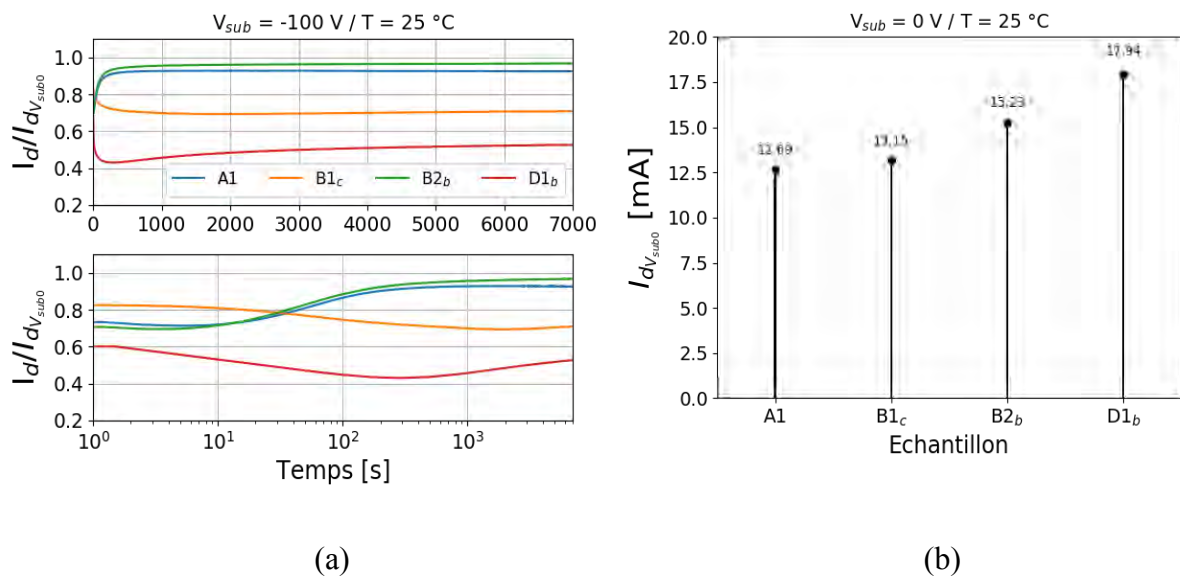 V_sub = -100 V / T = 25 °C
I_d/I_dVsub0
1.0
0.8
0.6
0.4
0.2
A1 B1_c B2_b D1_b
0 1000 2000 3000 4000 5000 6000 7000
I_d/I_dVsub0
1.0
0.8
0.6
0.4
0.2
10^0 10^1 10^2 10^3
Temps [s]
(a)
V_sub = 0 V / T = 25 °C
I_dVsub0 [mA]
20.0
17.5
15.0
12.5
10.0
7.5
5.0
2.5
0.0
12.69
13.15
15.23
17.94
A1 B1_c B2_b D1_b
Echantillon
(b)